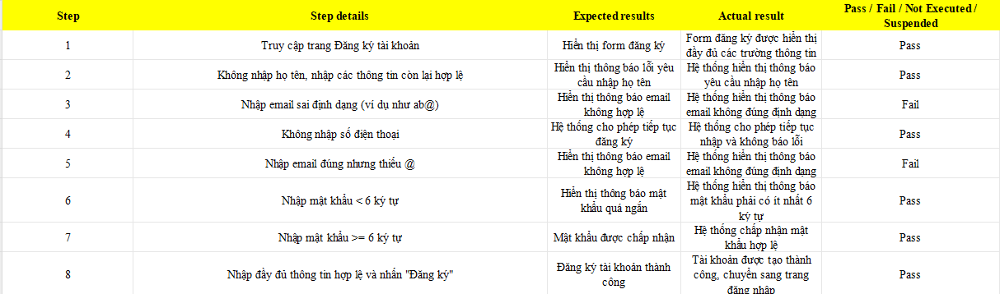 Step Step details Expected results Actual result Pass / Fail / Not Executed /
Suspended
1 Truy cập trang Đăng ký tài khoản Hiển thị form đăng ký Form đăng ký được hiển thị
đầy đủ các trường thông tin Pass
2 Không nhập họ tên, nhập các thông tin còn lại hợp lệ Hiển thị thông báo lỗi yêu
cầu nhập họ tên Hệ thống hiển thị thông báo
yêu cầu nhập họ tên Pass
3 Nhập email sai định dạng (ví dụ như ab@) Hiển thị thông báo email
không hợp lệ Hệ thống hiển thị thông báo
email không đúng định dạng Fail
4 Không nhập số điện thoại Hệ thống cho phép tiếp tục
đăng ký Hệ thống cho phép tiếp tục
nhập và không báo lỗi Pass
5 Nhập email đúng nhưng thiếu @ Hiển thị thông báo email
không hợp lệ Hệ thống hiển thị thông báo
email không đúng định dạng Fail
6 Nhập mật khẩu < 6 ký tự Hiển thị thông báo mật
khẩu quá ngắn Hệ thống hiển thị thông báo
mật khẩu phải có ít nhất 6
ký tự Pass
7 Nhập mật khẩu >= 6 ký tự Mật khẩu được chấp nhận Hệ thống chấp nhận mật
khẩu hợp lệ Pass
8 Nhập đầy đủ thông tin hợp lệ và nhấn "Đăng ký" Đăng ký tài khoản thành
công Tài khoản được tạo thành
công, chuyển sang trang
đăng nhập Pass